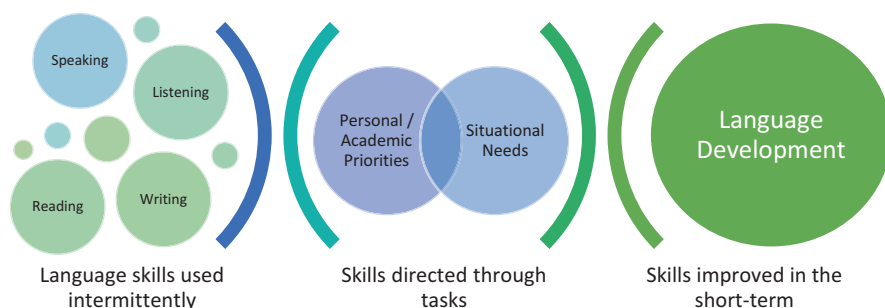 Speaking
Listening
Reading
Writing
Language skills used
intermittently
Personal /
Academic
Priorities
Situational
Needs
Skills directed through
tasks
Language
Development
Skills improved in the
short-term